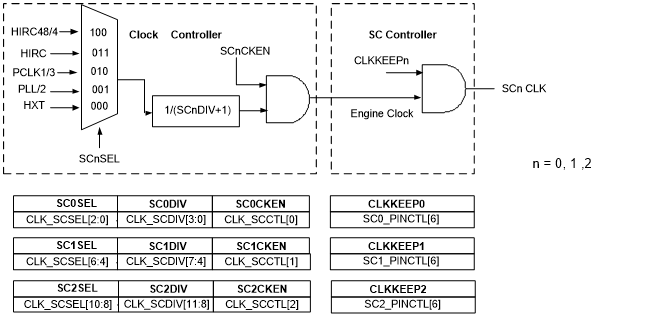 HIRC48/4 100 Clock Controller SC Controller
SCnCKEN
HIRC 011
CLKKEEPn
PCLK1/3 010
PLL/2 001
SCn CLK
HXT 000
1/(SCnDIV+1)
Engine Clock
SCnSEL
n = 0, 1 ,2
SC0SEL SC0DIV SC0CKEN CLKKEEP0
CLK_SCSEL[2:0] CLK_SCDIV[3:0] CLK_SCCTL[0] SC0_PINCTL[6]
SC1SEL SC1DIV SC1CKEN CLKKEEP1
CLK_SCSEL[6:4] CLK_SCDIV[7:4] CLK_SCCTL[1] SC1_PINCTL[6]
SC2SEL SC2DIV SC2CKEN CLKKEEP2
CLK_SCSEL[10:8] CLK_SCDIV[11:8] CLK_SCCTL[2] SC2_PINCTL[6]